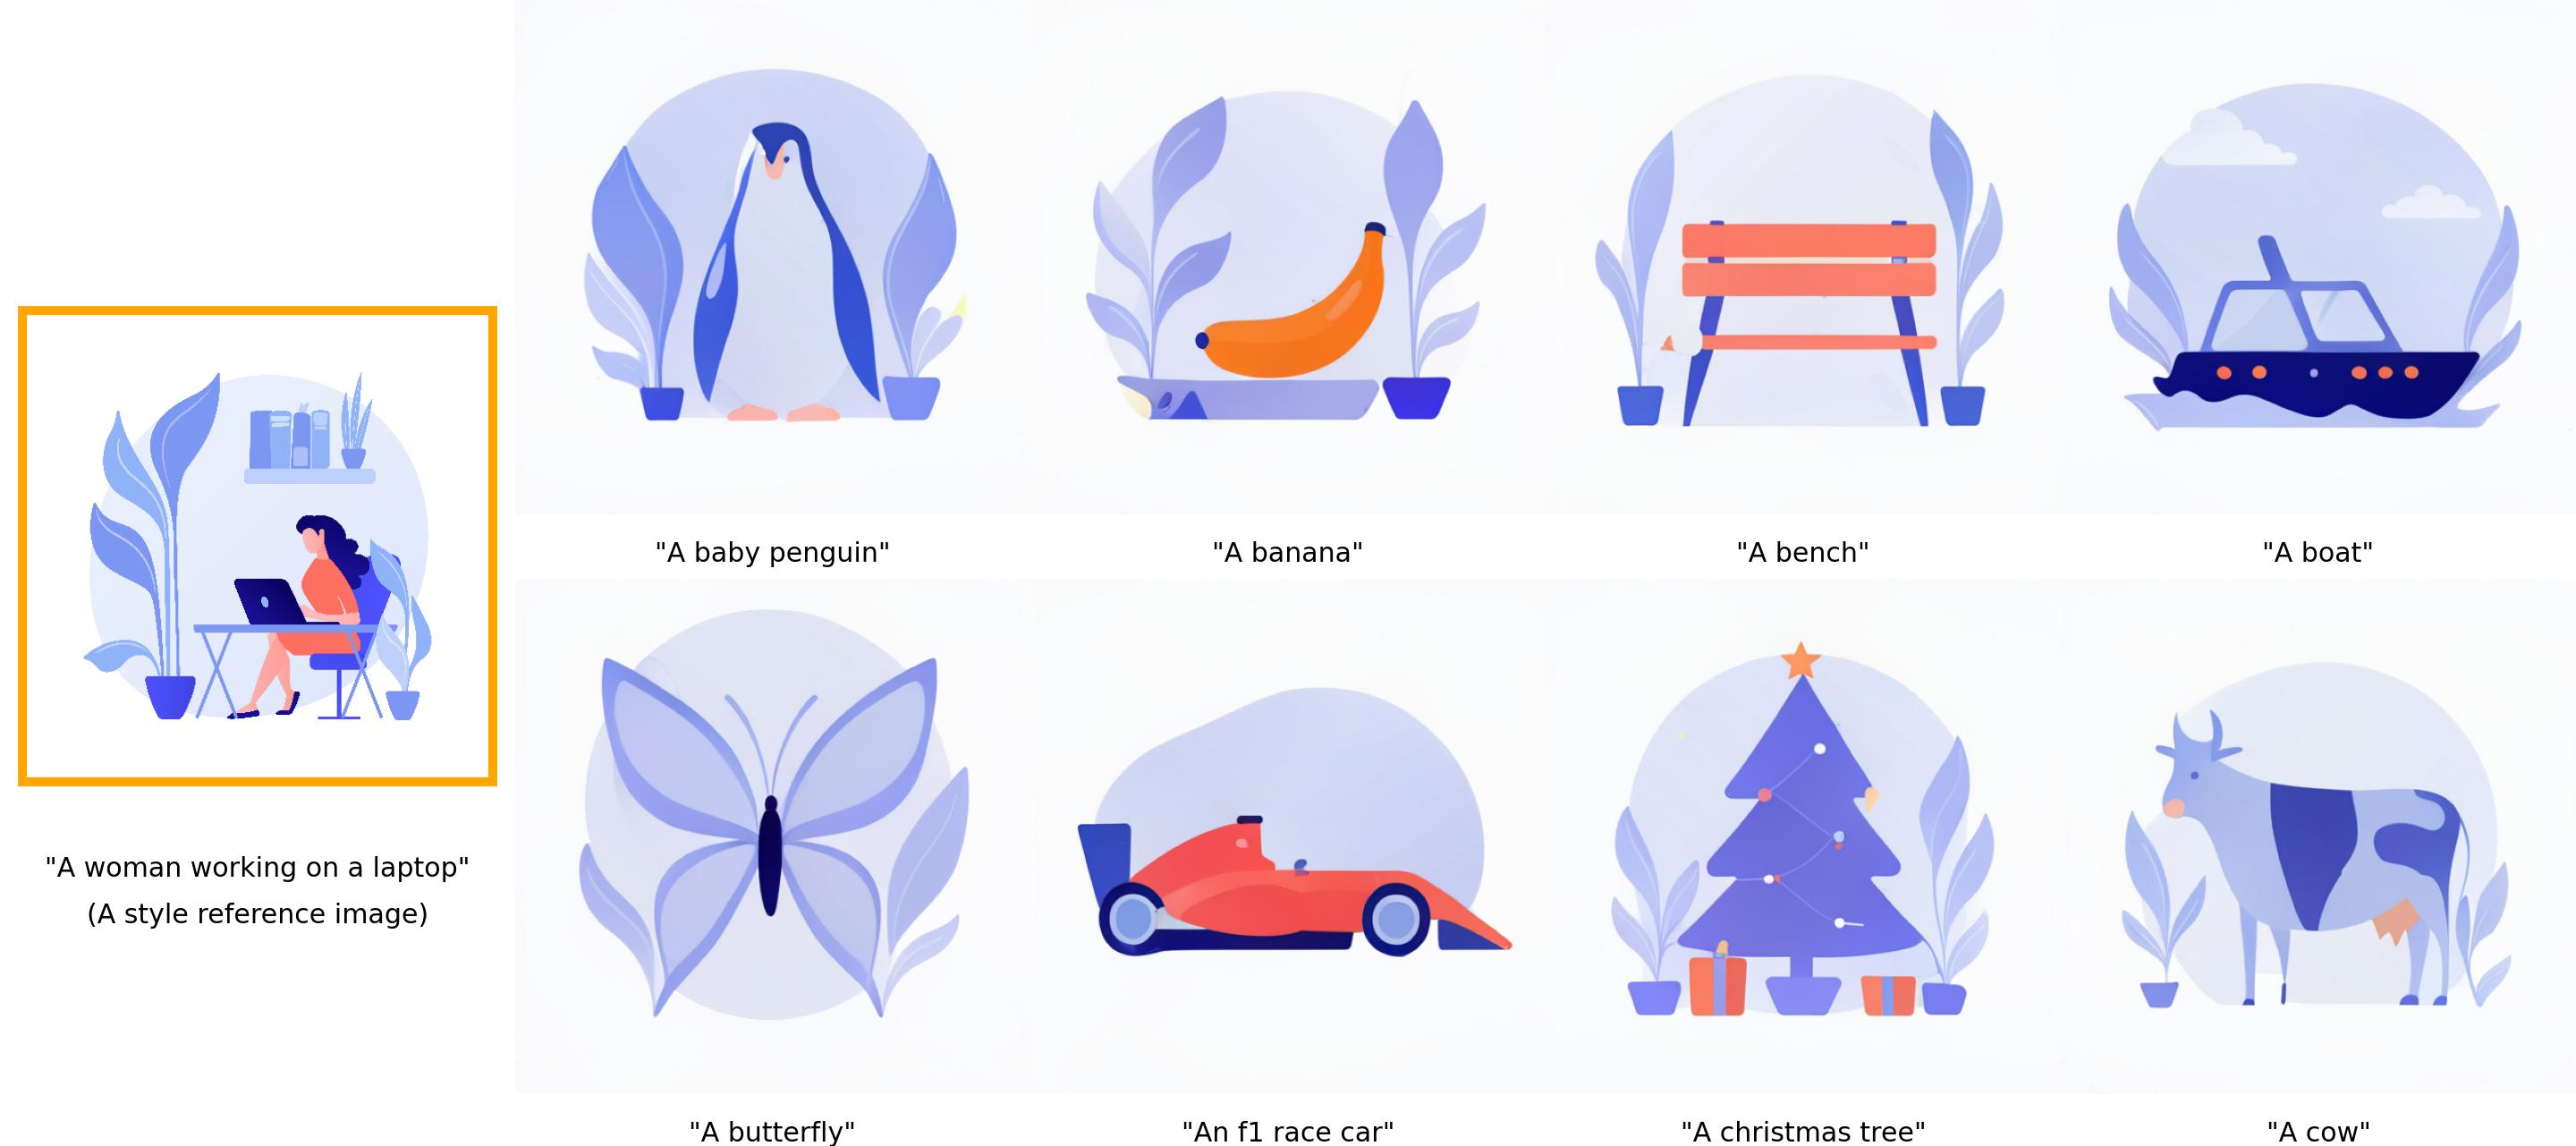 "A woman working on a laptop"
(A style reference image)
"A baby penguin"
"A banana"
"A bench"
"A boat"
"A butterfly"
"An f1 race car"
"A christmas tree"
"A cow"